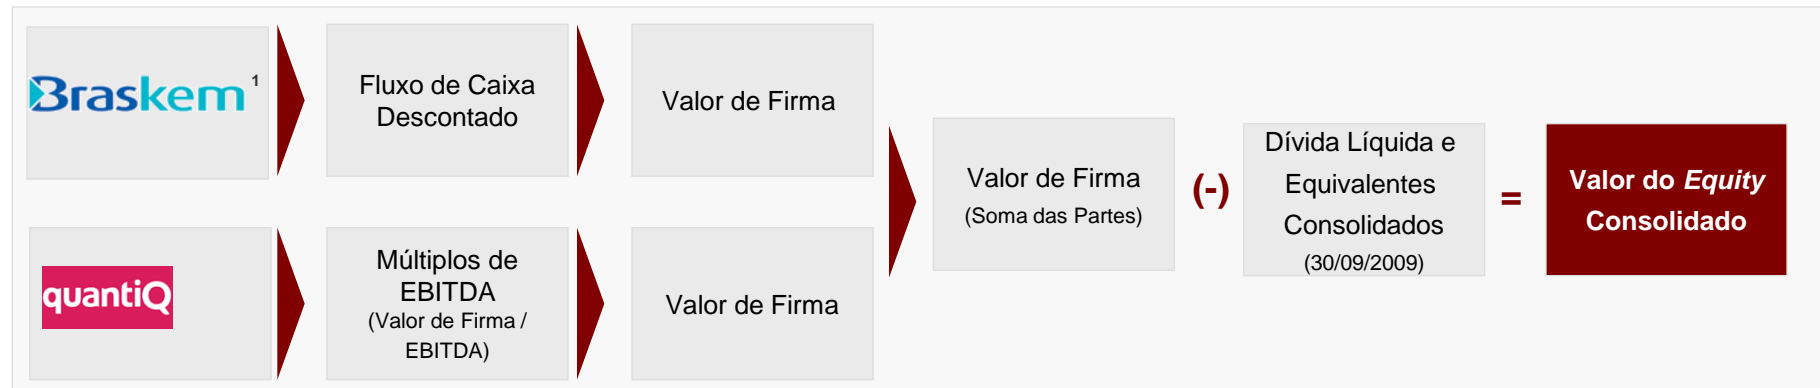 Braskem 1
Fluxo de Caixa
Descontado
Valor de Firma
quantiQ
Múltiplos de
EBITDA
(Valor de Firma /
EBITDA)
Valor de Firma
Valor de Firma
(Soma das Partes)
(-)
Dívida Líquida e
Equivalentes
Consolidados
(30/09/2009)
=
Valor do Equity
Consolidado